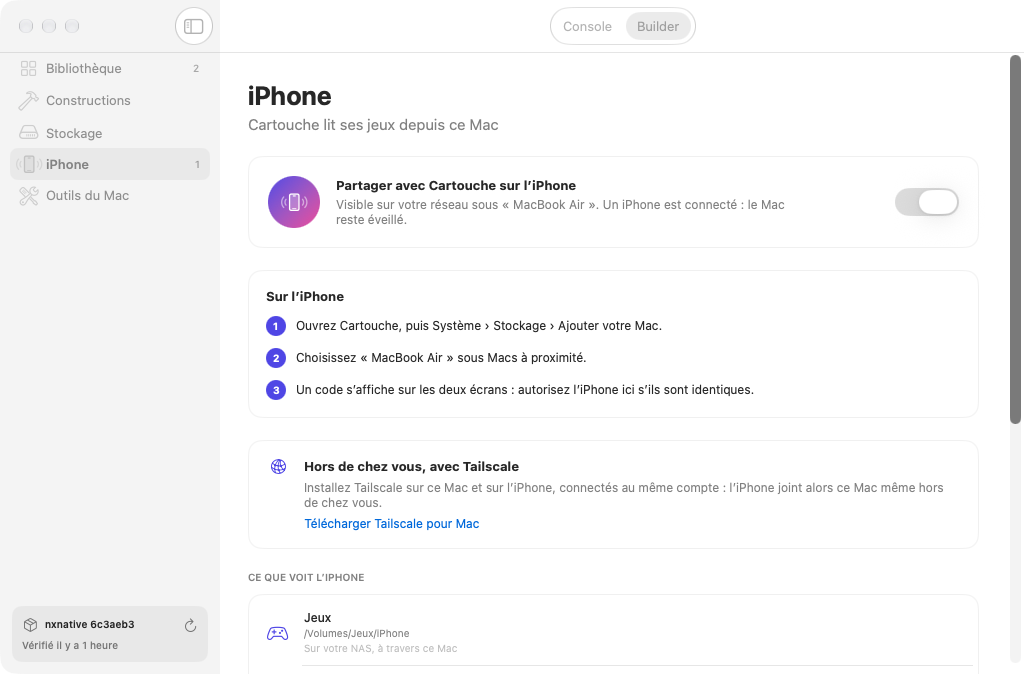 Console
Builder
Bibliothèque
2
Constructions
Stockage
iPhone
1
Outils du Mac
nxnative 6c3aeb3
Vérifié il y a 1 heure
iPhone
Cartouche lit ses jeux depuis ce Mac
Partager avec Cartouche sur l’iPhone
Visible sur votre réseau sous « MacBook Air ». Un iPhone est connecté : le Mac
reste éveillé.
Sur l’iPhone
1 Ouvrez Cartouche, puis Système › Stockage › Ajouter votre Mac.
2 Choisissez « MacBook Air » sous Macs à proximité.
3 Un code s’affiche sur les deux écrans : autorisez l’iPhone ici s’ils sont identiques.
Hors de chez vous, avec Tailscale
Installez Tailscale sur ce Mac et sur l’iPhone, connectés au même compte : l’iPhone joint alors ce Mac même hors
de chez vous.
Télécharger Tailscale pour Mac
CE QUE VOIT L’IPHONE
Jeux
/Volumes/Jeux/iPhone
Sur votre NAS, à travers ce Mac